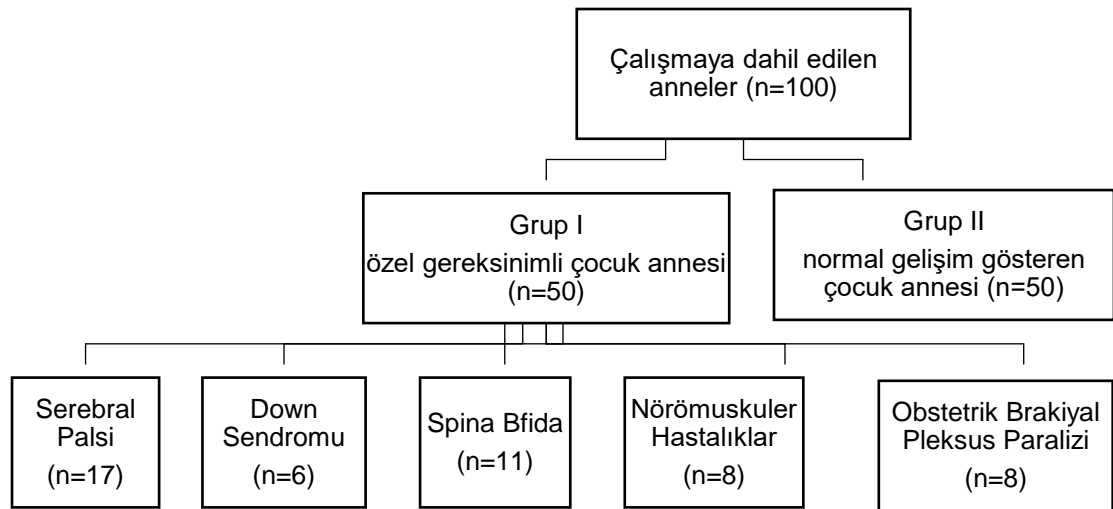 Çalışmaya dahil edilen
anneler (n=100)
Grup I
özel gereksinimli çocuk annesi
(n=50)
Grup II
normal gelişim gösteren
çocuk annesi (n=50)
Serebral
Palsi
(n=17)
Down
Sendromu
(n=6)
Spina Bfida
(n=11)
Nörömuskuler
Hastalıklar
(n=8)
Obstetrik Brakiyal
Pleksus Paralizi
(n=8)